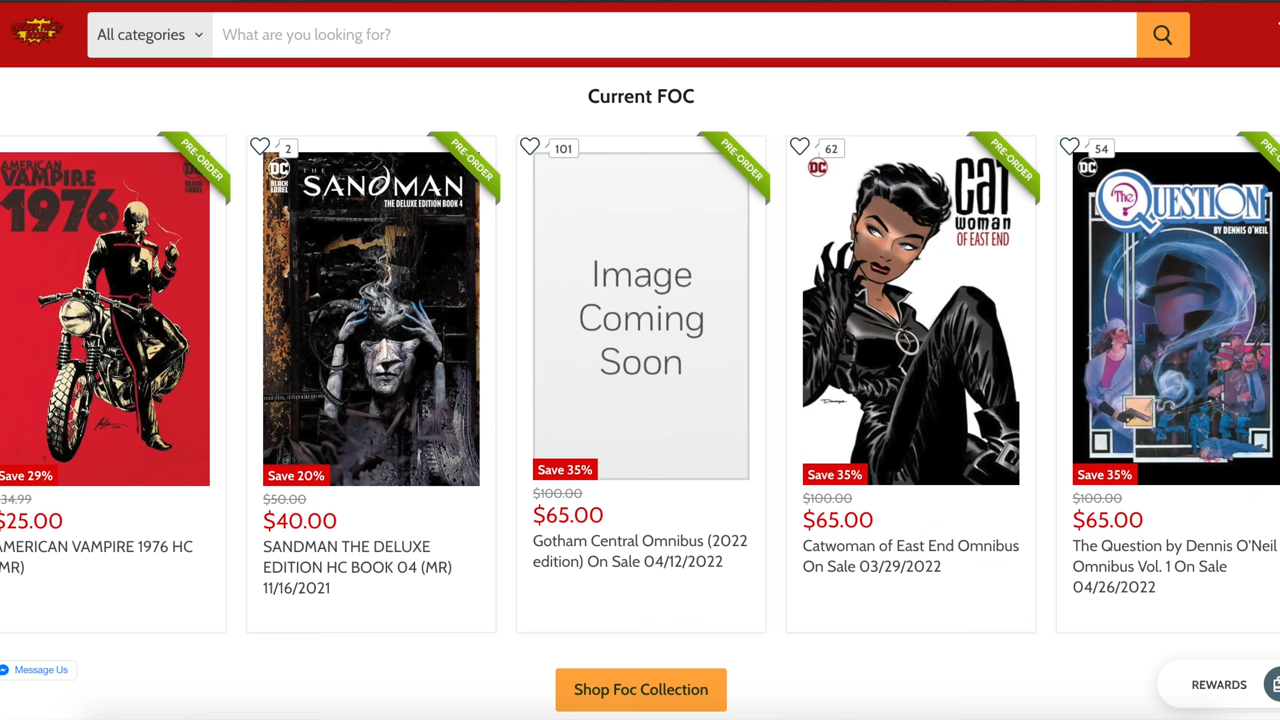 All categories
What are you looking for?
Current FOC
PRE-ORDER
AMERICAN
VAMPIRE
1976
Save 29%
34.99
$25.00
AMERICAN VAMPIRE 1976 HC
MR)
2
PRE-ORDER
DC
BLACK
LABEL
THE
SANDMAN
THE DELUXE EDITION BOOK 4
Save 20%
$50.00
$40.00
SANDMAN THE DELUXE
EDITION HC BOOK 04 (MR)
11/16/2021
101
PRE-ORDER
Image
Coming
Soon
Save 35%
$100.00
$65.00
Gotham Central Omnibus (2022
edition) On Sale 04/12/2022
62
PRE-ORDER
DC
CAT
woman
OF EAST END
Save 35%
$100.00
$65.00
Catwoman of East End Omnibus
On Sale 03/29/2022
54
PRE-
DC
The
QUESTION
BY DENNIS O'NEIL
Save 35%
$100.00
$65.00
The Question by Dennis O'Neil
Omnibus Vol. 1 On Sale
04/26/2022
Message Us
Shop Foc Collection
REWARDS